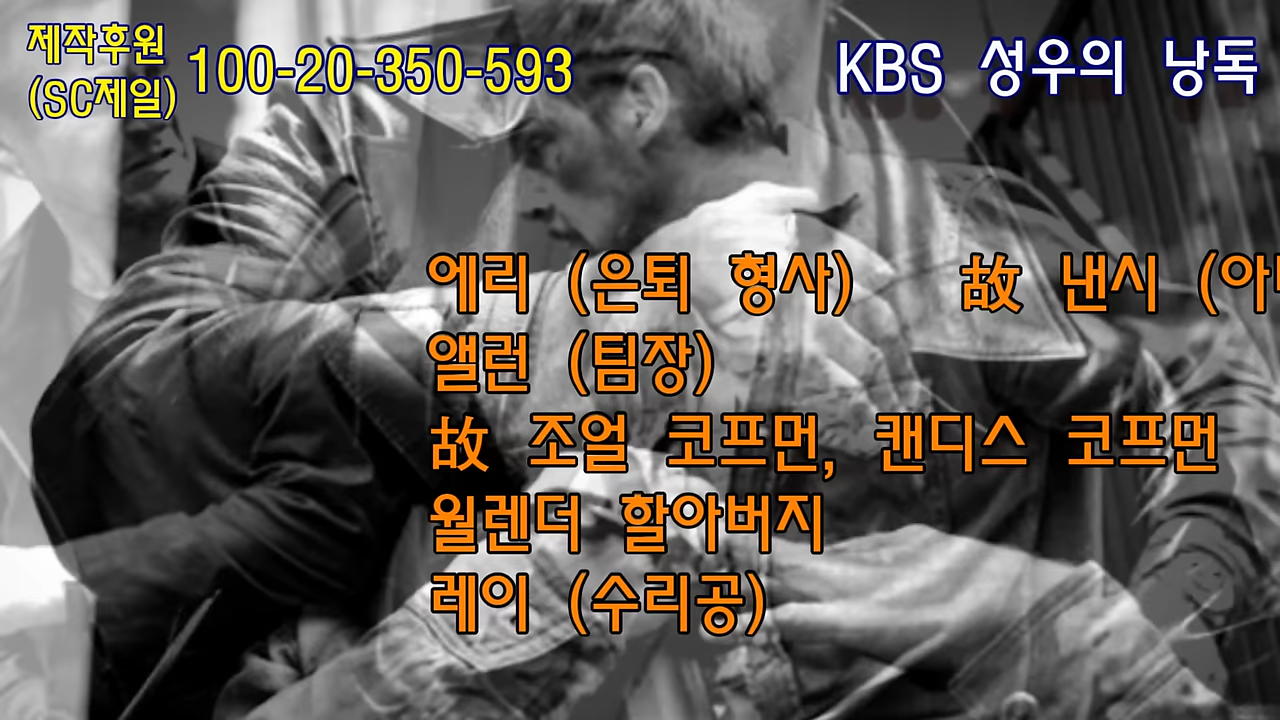 제작후원
(SC제일)
100-20-350-593
KBS 성우의 낭독
에리 (은퇴 형사) 故 낸시
앨런 (팀장)
故 조얼 코프먼, 캔디스 코프먼
월렌더 할아버지
레이 (수리공)